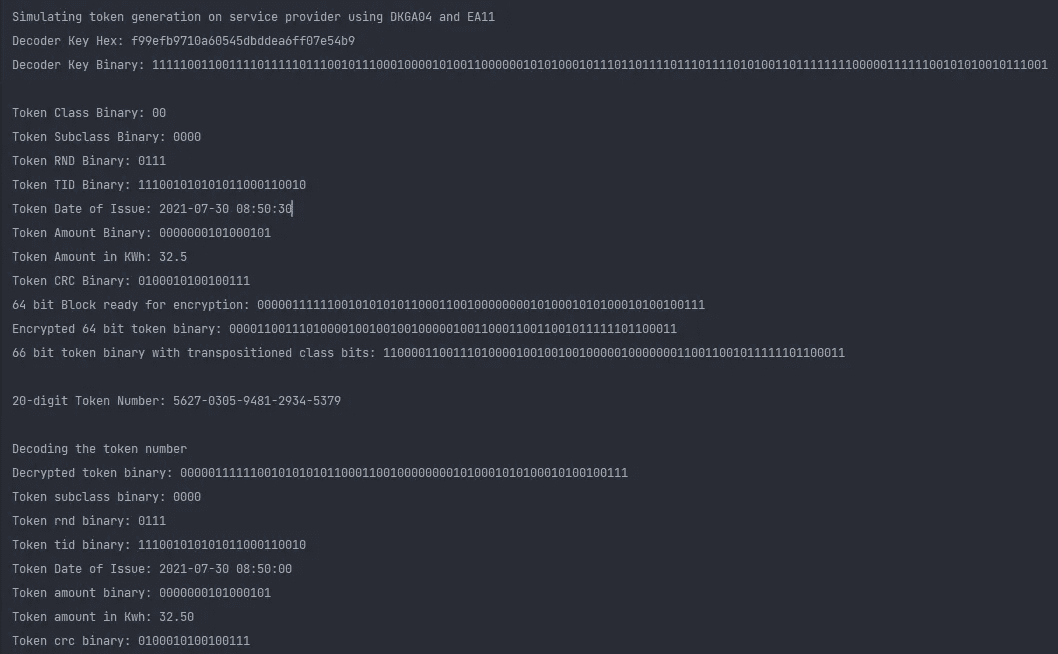 Simulating token generation on service provider using DKGA04 and EA11
Decoder Key Hex: f99efb9710a60545dbddea6ff07e54b9
Decoder Key Binary: 11111001100111101111101110010111000100001010011000000101010001011101101111011101111010100110111111110000011111100101010010111001
Token Class Binary: 00
Token Subclass Binary: 0000
Token RND Binary: 0111
Token TID Binary: 111001010101011000110010
Token Date of Issue: 2021-07-30 08:50:30
Token Amount Binary: 0000000101000101
Token Amount in KWh: 32.5
Token CRC Binary: 0100010100100111
64 bit Block ready for encryption: 0000011111100101010101100011001000000001010001010100010100100111
Encrypted 64 bit token binary: 0000110011101000010010010010000010011000110011001011111101100011
66 bit token binary with transpositioned class bits: 110000110011101000010010010010000010000000110011001011111101100011
20-digit Token Number: 5627-0305-9481-2934-5379
Decoding the token number
Decrypted token binary: 0000011111100101010101100011001000000001010001010100010100100111
Token subclass binary: 0000
Token rnd binary: 0111
Token tid binary: 111001010101011000110010
Token Date of Issue: 2021-07-30 08:50:00
Token amount binary: 0000000101000101
Token amount in Kwh: 32.50
Token crc binary: 0100010100100111